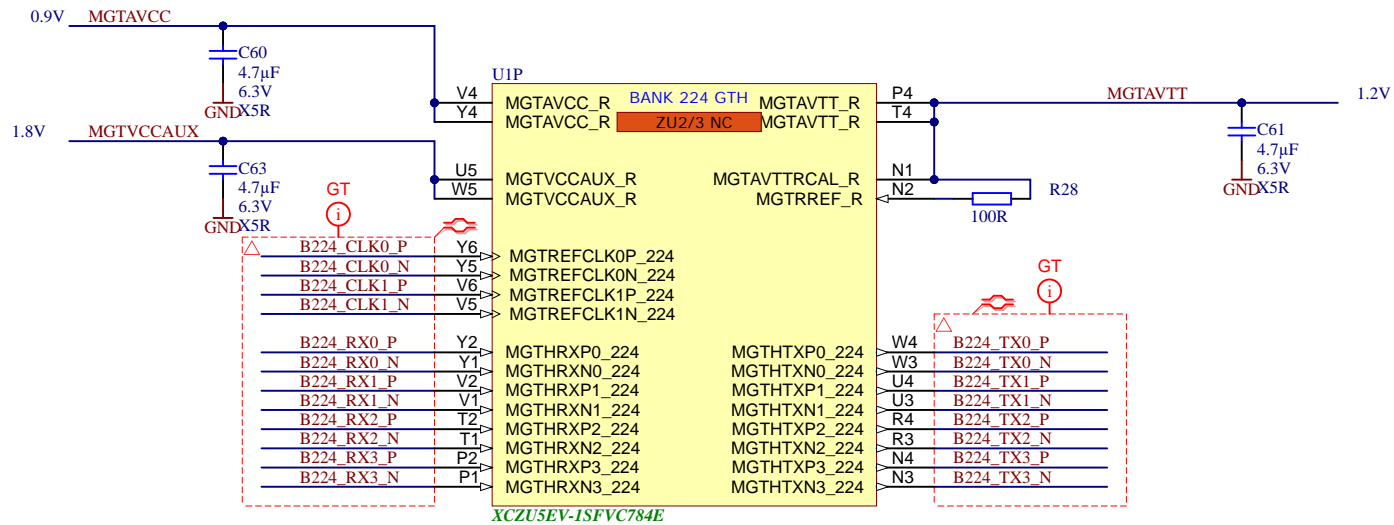 0.9V
MGTAVCC
C60
4.7µF
6.3V
X5R
GND
1.8V
MGTVCCAUX
C63
4.7µF
6.3V
X5R
GND
U1P
BANK 224 GTH
ZU2/3 NC
V4 MGTAVCC_R
Y4 MGTAVCC_R
U5 MGTVCCAUX_R
W5 MGTVCCAUX_R
MGTAVTT_R P4
MGTAVTT_R T4
MGTAVTTRCAL_R N1
MGTRREF_R N2
MGTAVTT
1.2V
C61
4.7µF
6.3V
X5R
GND
R28
100R
GT
i
B224_CLK0_P Y6 MGTREFCLK0P_224
B224_CLK0_N Y5 MGTREFCLK0N_224
B224_CLK1_P V6 MGTREFCLK1P_224
B224_CLK1_N V5 MGTREFCLK1N_224
B224_RX0_P Y2 MGTHRXP0_224
B224_RX0_N Y1 MGTHRXN0_224
B224_RX1_P V2 MGTHRXP1_224
B224_RX1_N V1 MGTHRXN1_224
B224_RX2_P T2 MGTHRXP2_224
B224_RX2_N T1 MGTHRXN2_224
B224_RX3_P P2 MGTHRXP3_224
B224_RX3_N P1 MGTHRXN3_224
GT
i
MGTHTXP0_224 W4 B224_TX0_P
MGTHTXN0_224 W3 B224_TX0_N
MGTHTXP1_224 U4 B224_TX1_P
MGTHTXN1_224 U3 B224_TX1_N
MGTHTXP2_224 R4 B224_TX2_P
MGTHTXN2_224 R3 B224_TX2_N
MGTHTXP3_224 N4 B224_TX3_P
MGTHTXN3_224 N3 B224_TX3_N
XCZU5EV-1SFVC784E